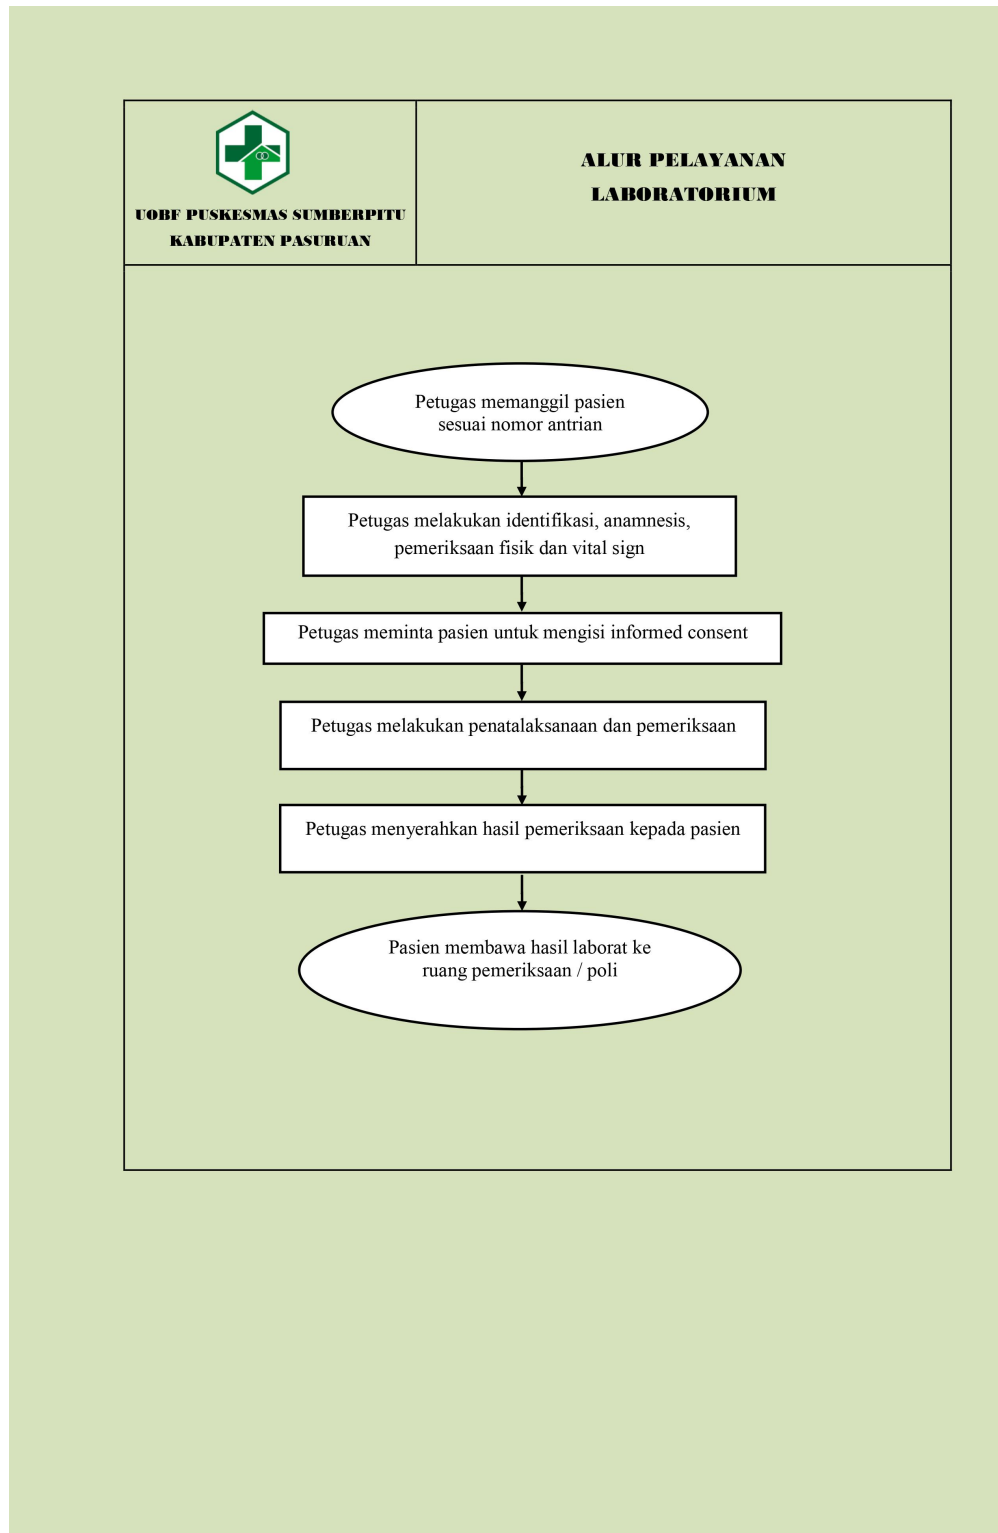 UOBF PUSKESMAS SUMBERPITU
KABUPATEN PASURUAN
ALUR PELAYANAN
LABORATORIUM
Petugas memanggil pasien
sesuai nomor antrian
Petugas melakukan identifikasi, anamnesis,
pemeriksaan fisik dan vital sign
Petugas meminta pasien untuk mengisi informed consent
Petugas melakukan penatalaksanaan dan pemeriksaan
Petugas menyerahkan hasil pemeriksaan kepada pasien
Pasien membawa hasil laborat ke
ruang pemeriksaan / poli